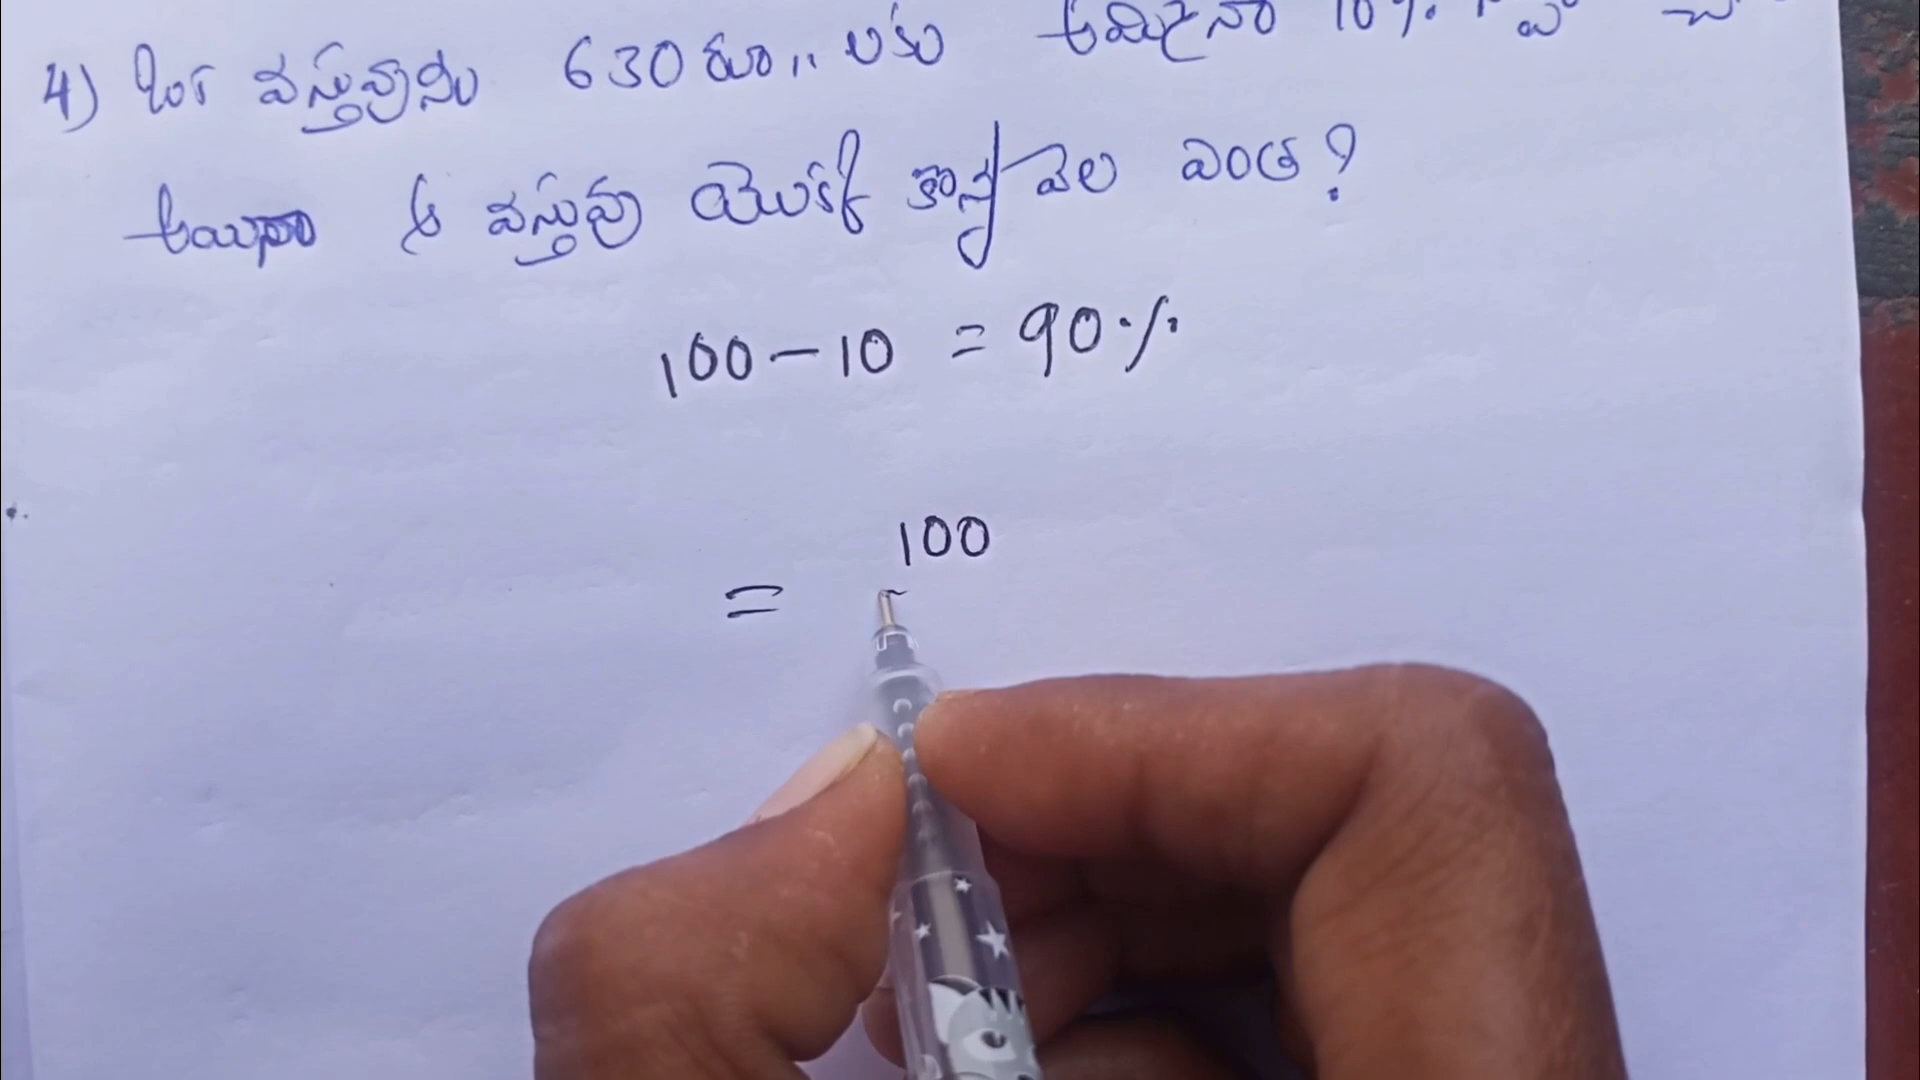 4) ఒక వస్తువును 630 రూ,, లకు అమ్మినా 10%
అయినా ఆ వస్తువు యొక్క కొన్న వెల ఎంత?
100 - 10 = 90%
100
=